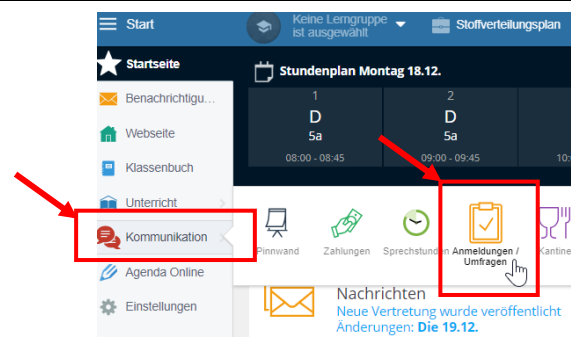 Start
Keine Lerngruppe
ist ausgewählt
Stoffverteilungsplan
Startseite
Stundenplan Montag 18.12.
Benachrichtigu...
1
D
5a
08:00 - 08:45
2
D
5a
09:00 - 09:45
10:
Webseite
Klassenbuch
Unterricht
Kommunikation
Agenda Online
Einstellungen
Pinnwand
Zahlungen
Sprechstunden
Anmeldungen /
Umfragen
Kantine
Nachrichten
Neue Vertretung wurde veröffentlicht
Änderungen: Die 19.12.